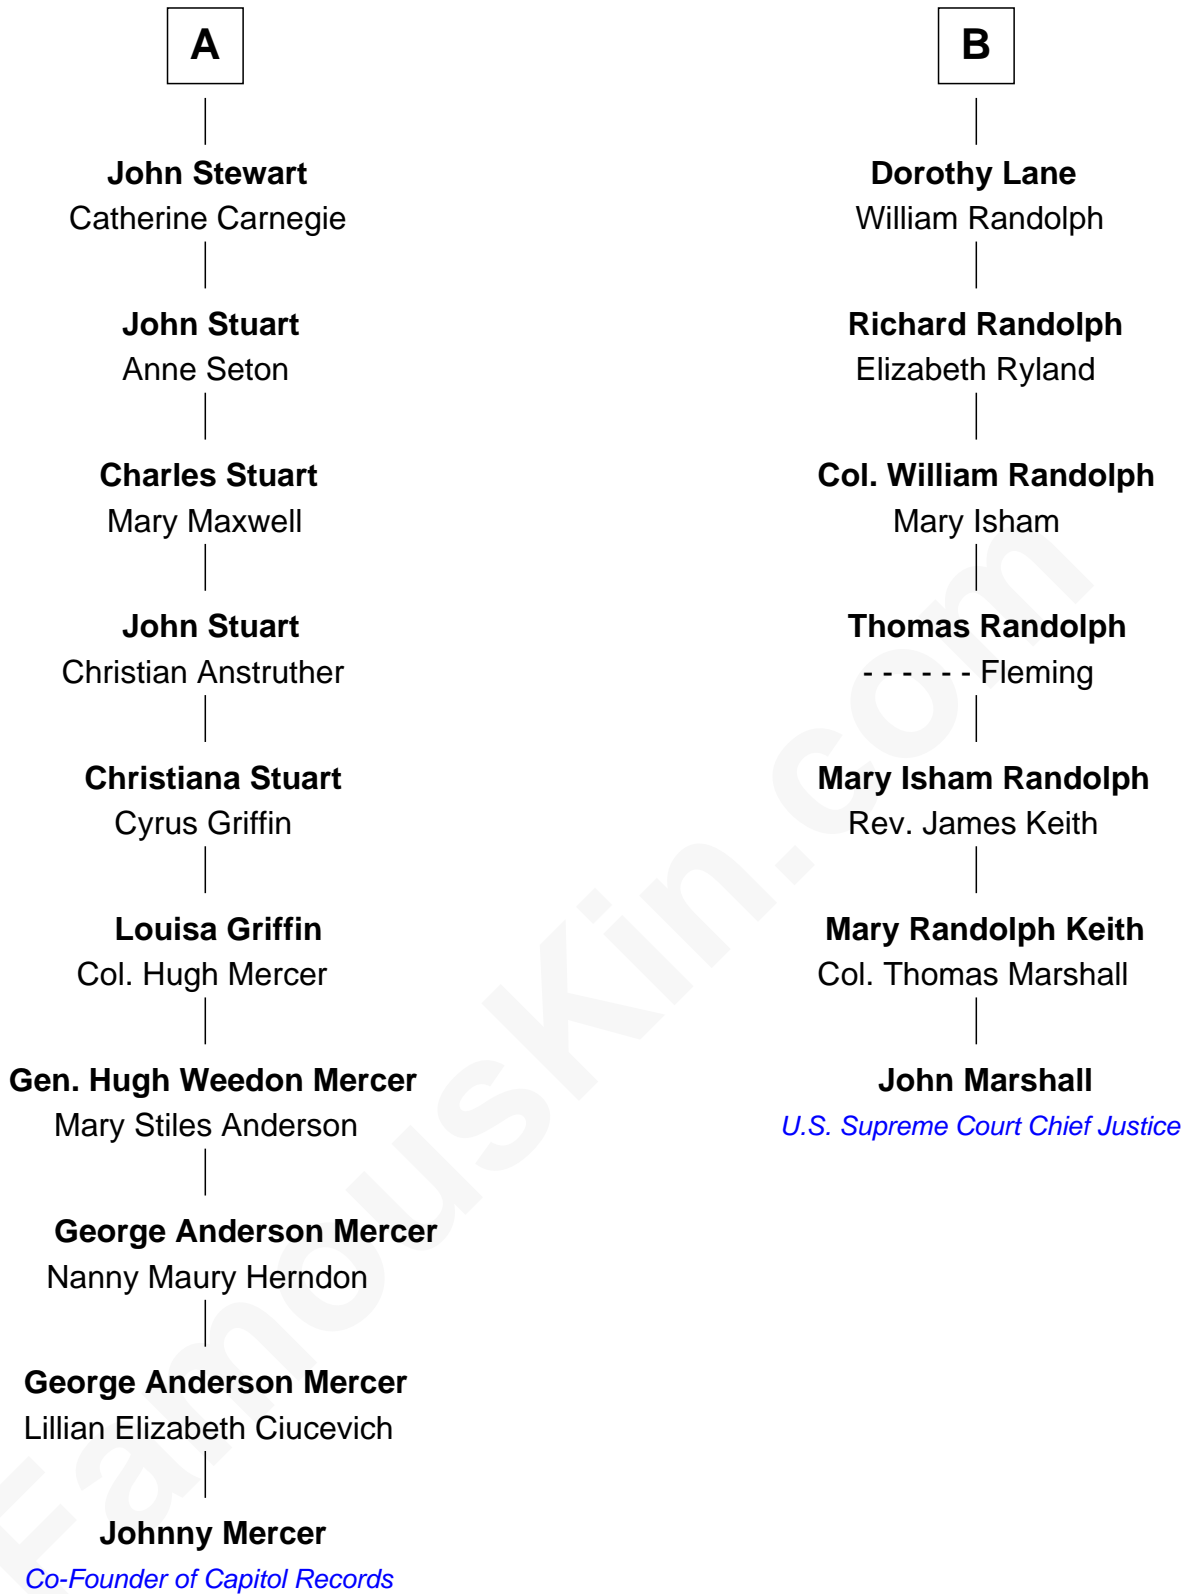 A
John Stewart
Catherine Carnegie
John Stuart
Anne Seton
Charles Stuart
Mary Maxwell
John Stuart
Christian Anstruther
Christiana Stuart
Cyrus Griffin
Louisa Griffin
Col. Hugh Mercer
Gen. Hugh Weedon Mercer
Mary Stiles Anderson
George Anderson Mercer
Nanny Maury Herndon
George Anderson Mercer
Lillian Elizabeth Ciucevich
Johnny Mercer
Co-Founder of Capitol Records
B
Dorothy Lane
William Randolph
Richard Randolph
Elizabeth Ryland
Col. William Randolph
Mary Isham
Thomas Randolph
- - - - - - Fleming
Mary Isham Randolph
Rev. James Keith
Mary Randolph Keith
Col. Thomas Marshall
John Marshall
U.S. Supreme Court Chief Justice
FamousKin.com